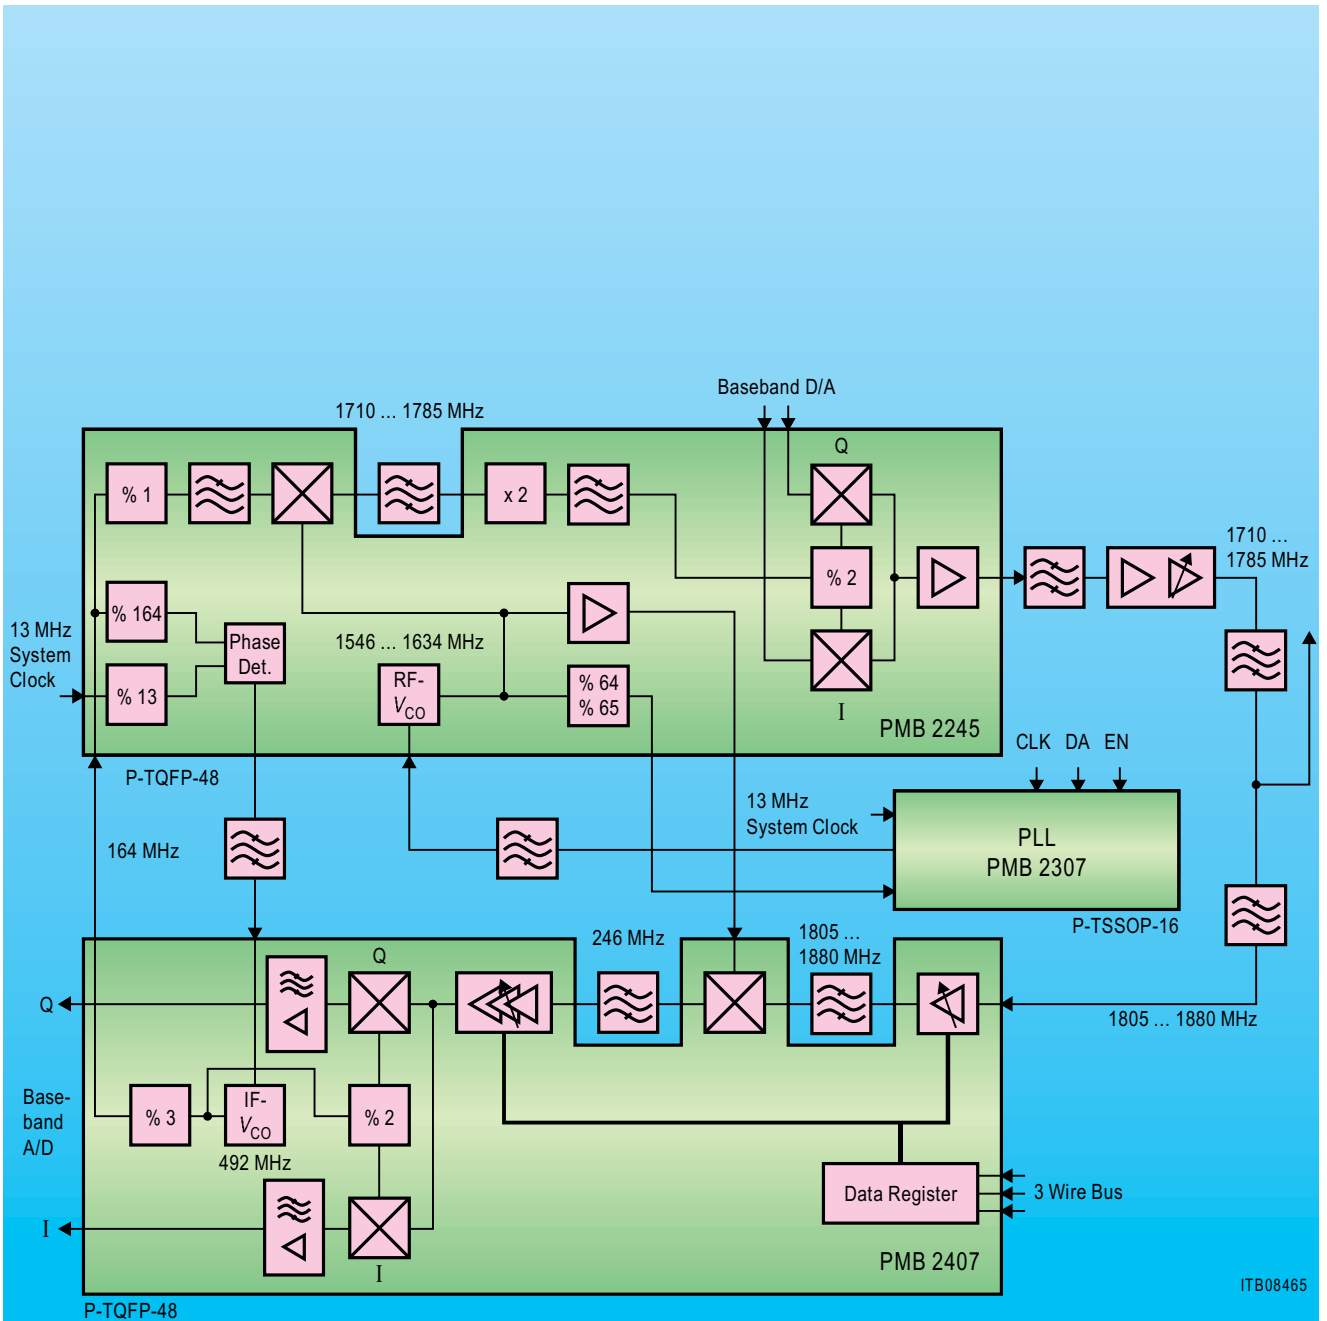 Baseband D/A
1710 ... 1785 MHz
Q
% 1
x 2
1710 ...
1785 MHz
% 2
% 164
13 MHz
System
Clock
Phase
Det.
1546 ... 1634 MHz
% 13
RF-
VCO
% 64
% 65
I
PMB 2245
P-TQFP-48
CLK DA EN
13 MHz
System Clock
PLL
PMB 2307
164 MHz
P-TSSOP-16
246 MHz
1805 ...
1880 MHz
Q
Q
1805 ... 1880 MHz
Base-
band
A/D
% 3
IF-
VCO
% 2
492 MHz
Data Register
3 Wire Bus
I
I
PMB 2407
ITB08465
P-TQFP-48